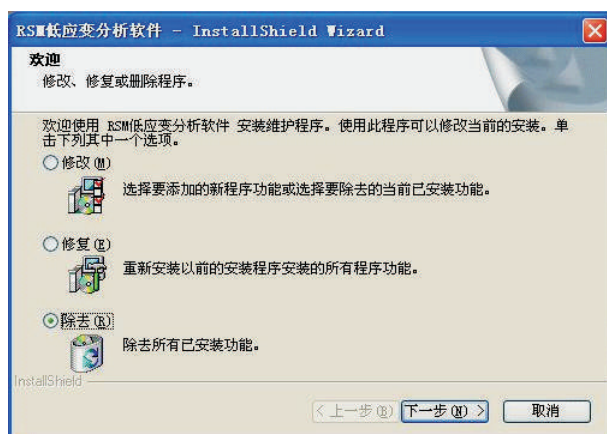 RSM低应变分析软件 - InstallShield Wizard
欢迎
修改、修复或删除程序。
欢迎使用 RSM低应变分析软件 安装维护程序。使用此程序可以修改当前的安装。单
击下列其中一个选项。
修改(M)
选择要添加的新程序功能或选择要除去的当前已安装功能。
修复(E)
重新安装以前的安装程序安装的所有程序功能。
除去(R)
除去所有已安装功能。
InstallShield
< 上一步(B) 下一步(N) > 取消